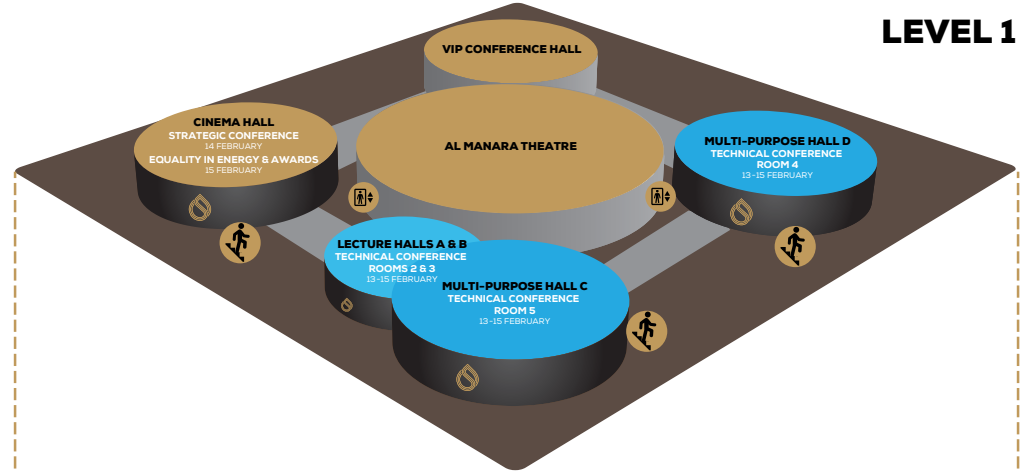 LEVEL 1
VIP CONFERENCE HALL
CINEMA HALL
STRATEGIC CONFERENCE
14 FEBRUARY
EQUALITY IN ENERGY & AWARDS
15 FEBRUARY
AL MANARA THEATRE
MULTI-PURPOSE HALL D
TECHNICAL CONFERENCE
ROOM 4
13-15 FEBRUARY
LECTURE HALLS A & B
TECHNICAL CONFERENCE
ROOMS 2 & 3
13-15 FEBRUARY
MULTI-PURPOSE HALL C
TECHNICAL CONFERENCE
ROOM 5
13-15 FEBRUARY